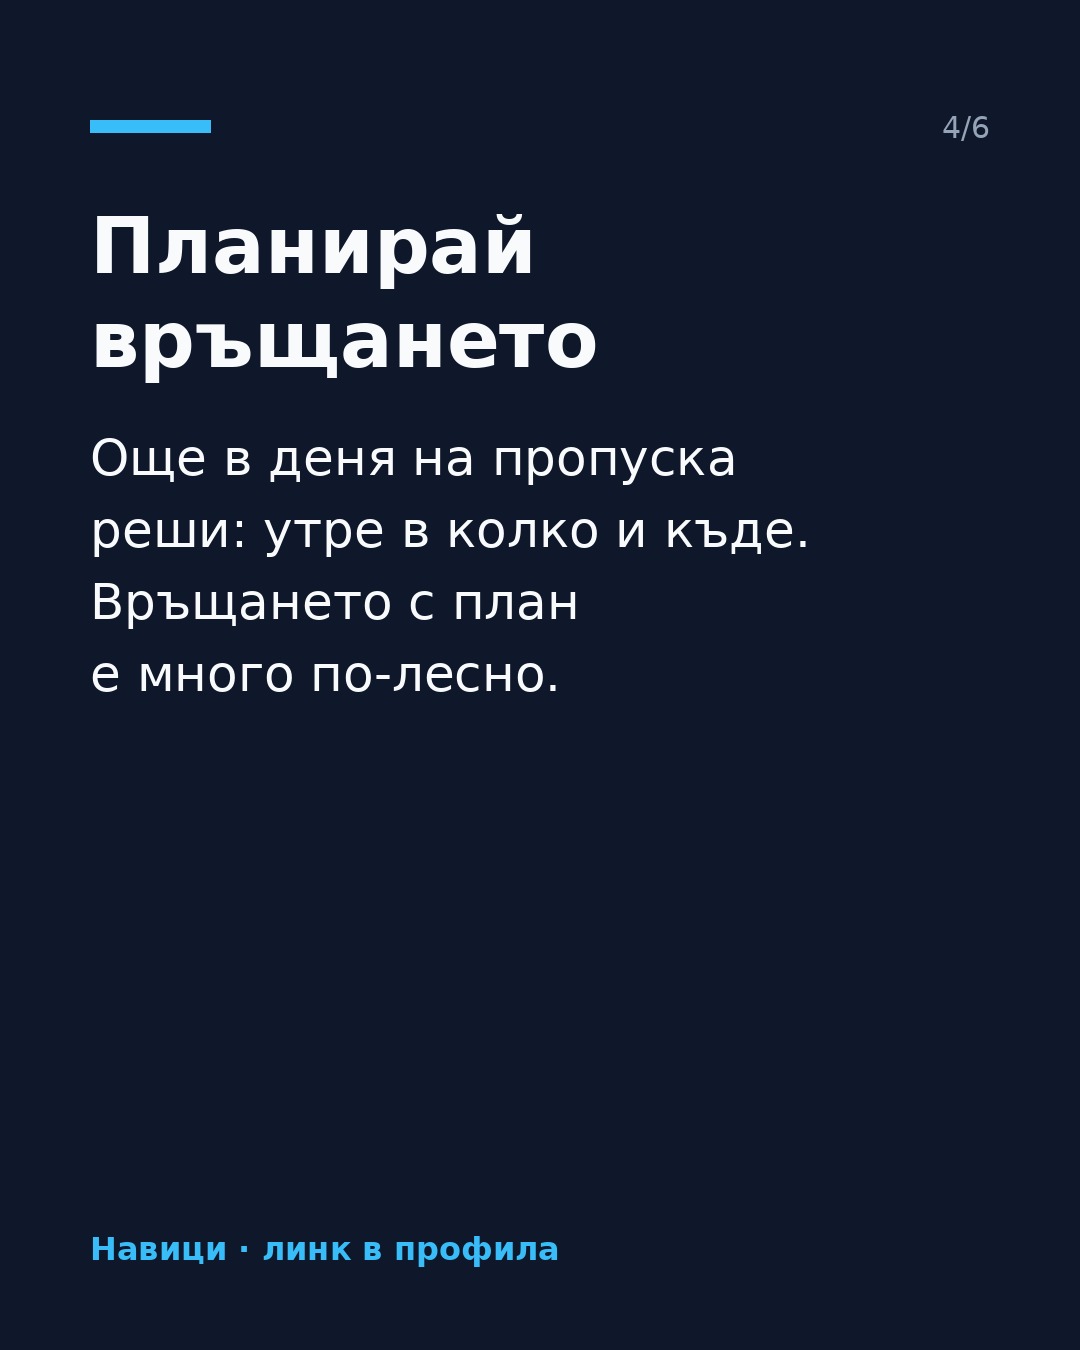 4/6
Планирай
връщането
Още в деня на пропуска
реши: утре в колко и къде.
Връщането с план
е много по-лесно.
Навици · линк в профила